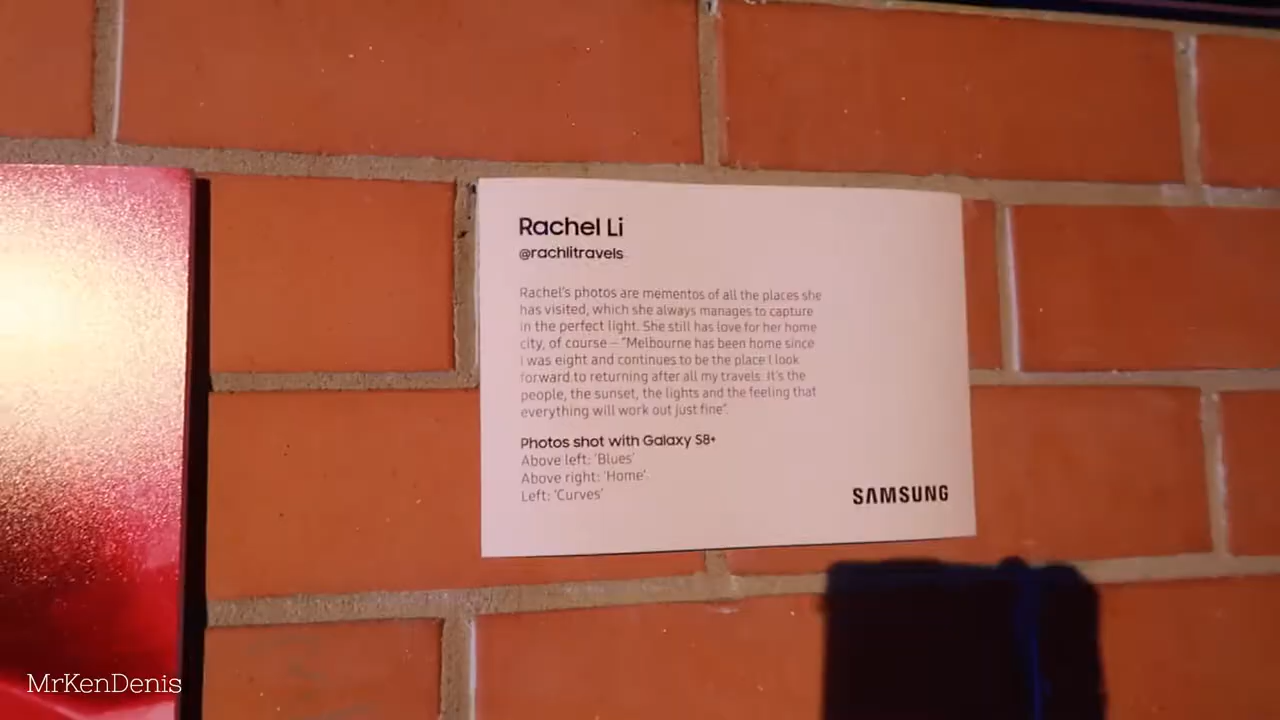 Rachel Li
@rachlitravels
Rachel's photos are mementos of all the places she
has visited, which she always manages to capture
in the perfect light. She still has love for her home
city, of course – "Melbourne has been home since
I was eight and continues to be the place I look
forward to returning after all my travels. It's the
people, the sunset, the lights and the feeling that
everything will work out just fine".
Photos shot with Galaxy S8+
Above left: 'Blues'
Above right: 'Home'
Left: 'Curves'
SAMSUNG
MrKenDenis